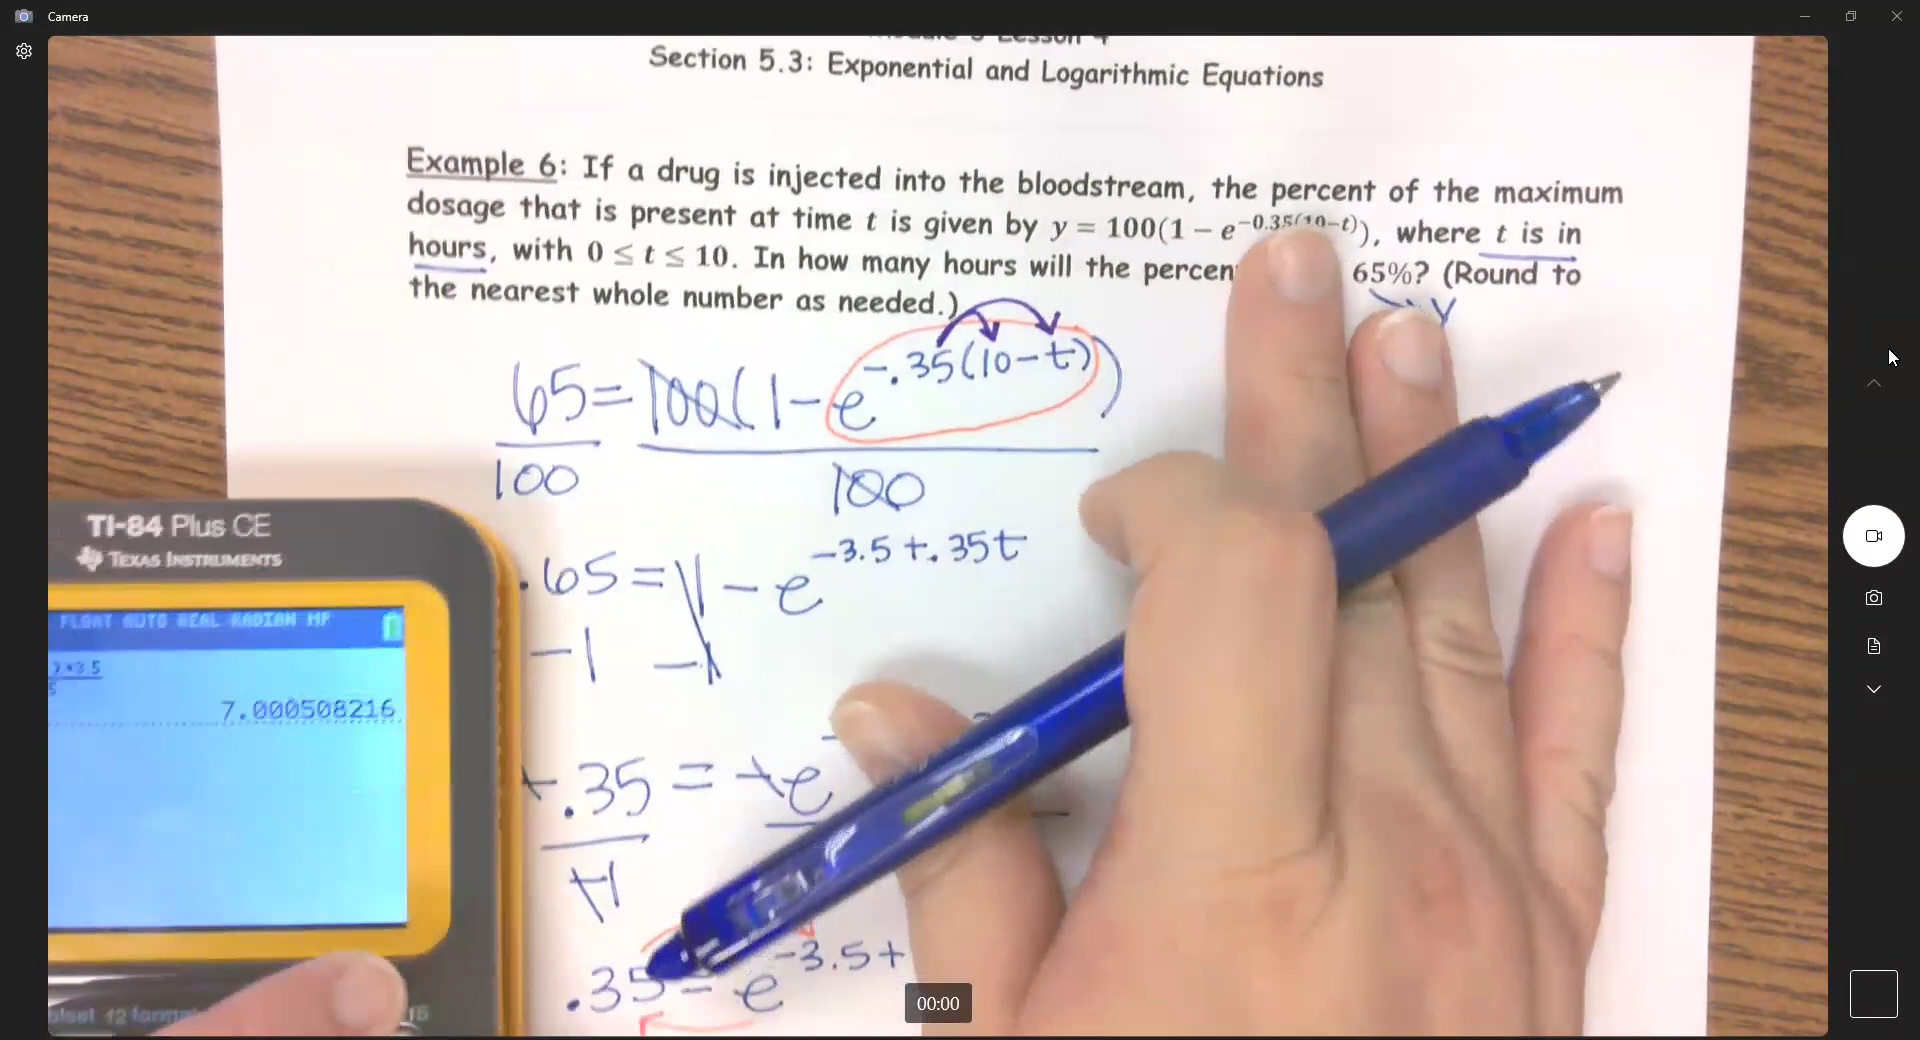 Camera
Section 5.3: Exponential and Logarithmic Equations
Example 6: If a drug is injected into the bloodstream, the percent of the maximum
dosage that is present at time t is given by y = 100(1 − e^−0.35(10−t)), where t is in
hours, with 0 ≤ t ≤ 10. In how many hours will the percen 65%? (Round to
the nearest whole number as needed.)
y
65 = 100(1 − e^−.35(10−t))
100 100
.65 = 1 − e^−3.5+.35t
−1 −1
TI-84 Plus CE
TEXAS INSTRUMENTS
FLOAT AUTO REAL RADIAN MP
7.000508216
.35 = e
.35 = e^−3.5+
00:00